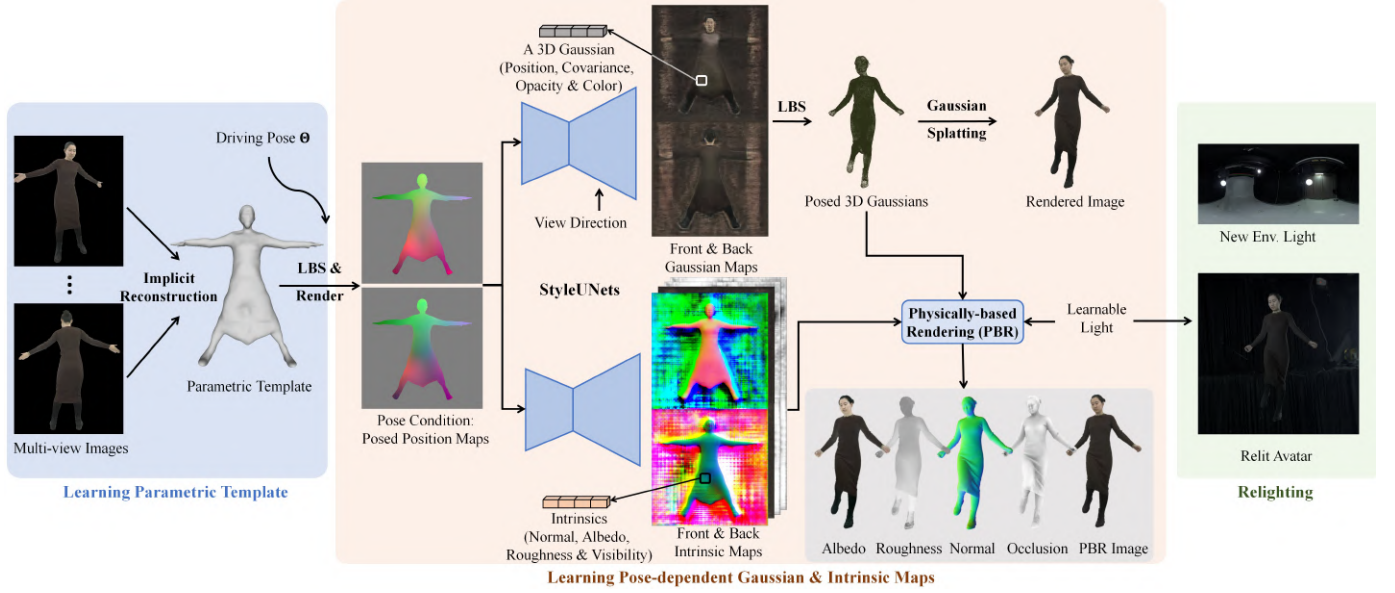 Driving Pose Θ
Implicit
Reconstruction
LBS &
Render
Parametric Template
Multi-view Images
Learning Parametric Template
A 3D Gaussian
(Position, Covariance,
Opacity & Color)
View Direction
StyleUNets
Pose Condition:
Posed Position Maps
Intrinsics
(Normal, Albedo,
Roughness & Visibility)
Front & Back
Gaussian Maps
Front & Back
Intrinsic Maps
LBS
Posed 3D Gaussians
Gaussian
Splatting
Rendered Image
Physically-based
Rendering (PBR)
Learnable
Light
Albedo
Roughness
Normal
Occlusion
PBR Image
Learning Pose-dependent Gaussian & Intrinsic Maps
New Env. Light
Relit Avatar
Relighting